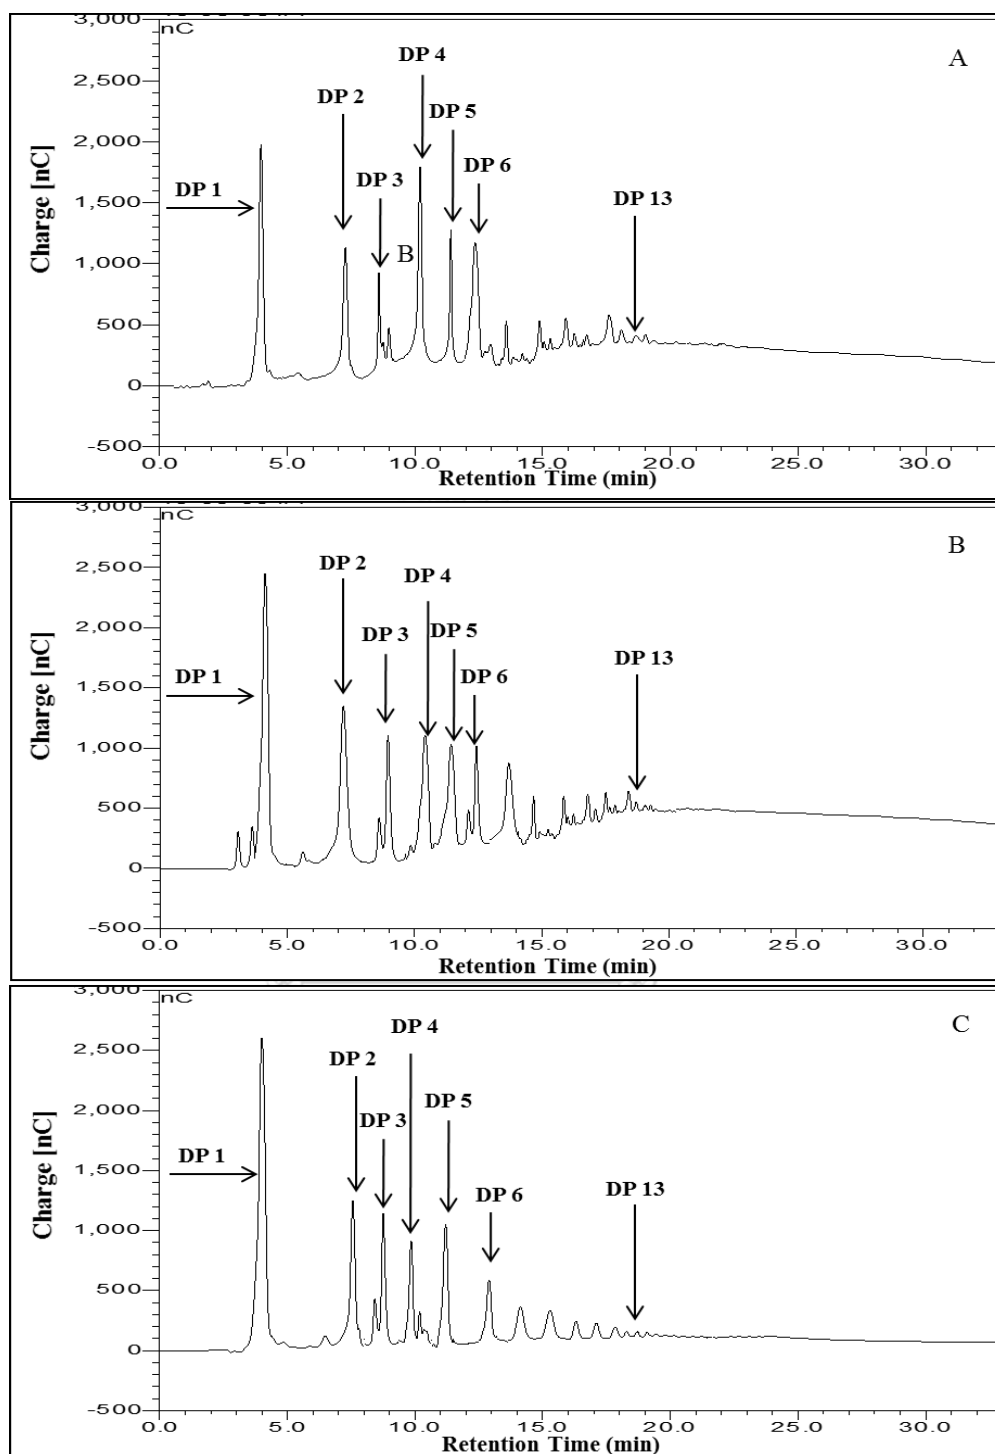 3,000
nC
A
DP 4
2,500
DP 2
DP 5
2,000
DP 3
DP 6
DP 1
DP 13
1,500
B
1,000
500
0
-500
Charge [nC]
0.0 5.0 10.0 15.0 20.0 25.0 30.0
Retention Time (min)
3,000
nC
B
DP 2
DP 4
2,500
DP 3
DP 5
2,000
DP 1
DP 6
DP 13
1,500
1,000
500
0
-500
Charge [nC]
0.0 5.0 10.0 15.0 20.0 25.0 30.0
Retention Time (min)
3,000
nC
C
DP 4
DP 2
2,500
DP 3
DP 5
2,000
DP 1
DP 6
DP 13
1,500
1,000
500
0
-500
Charge [nC]
0.0 5.0 10.0 15.0 20.0 25.0 30.0
Retention Time (min)